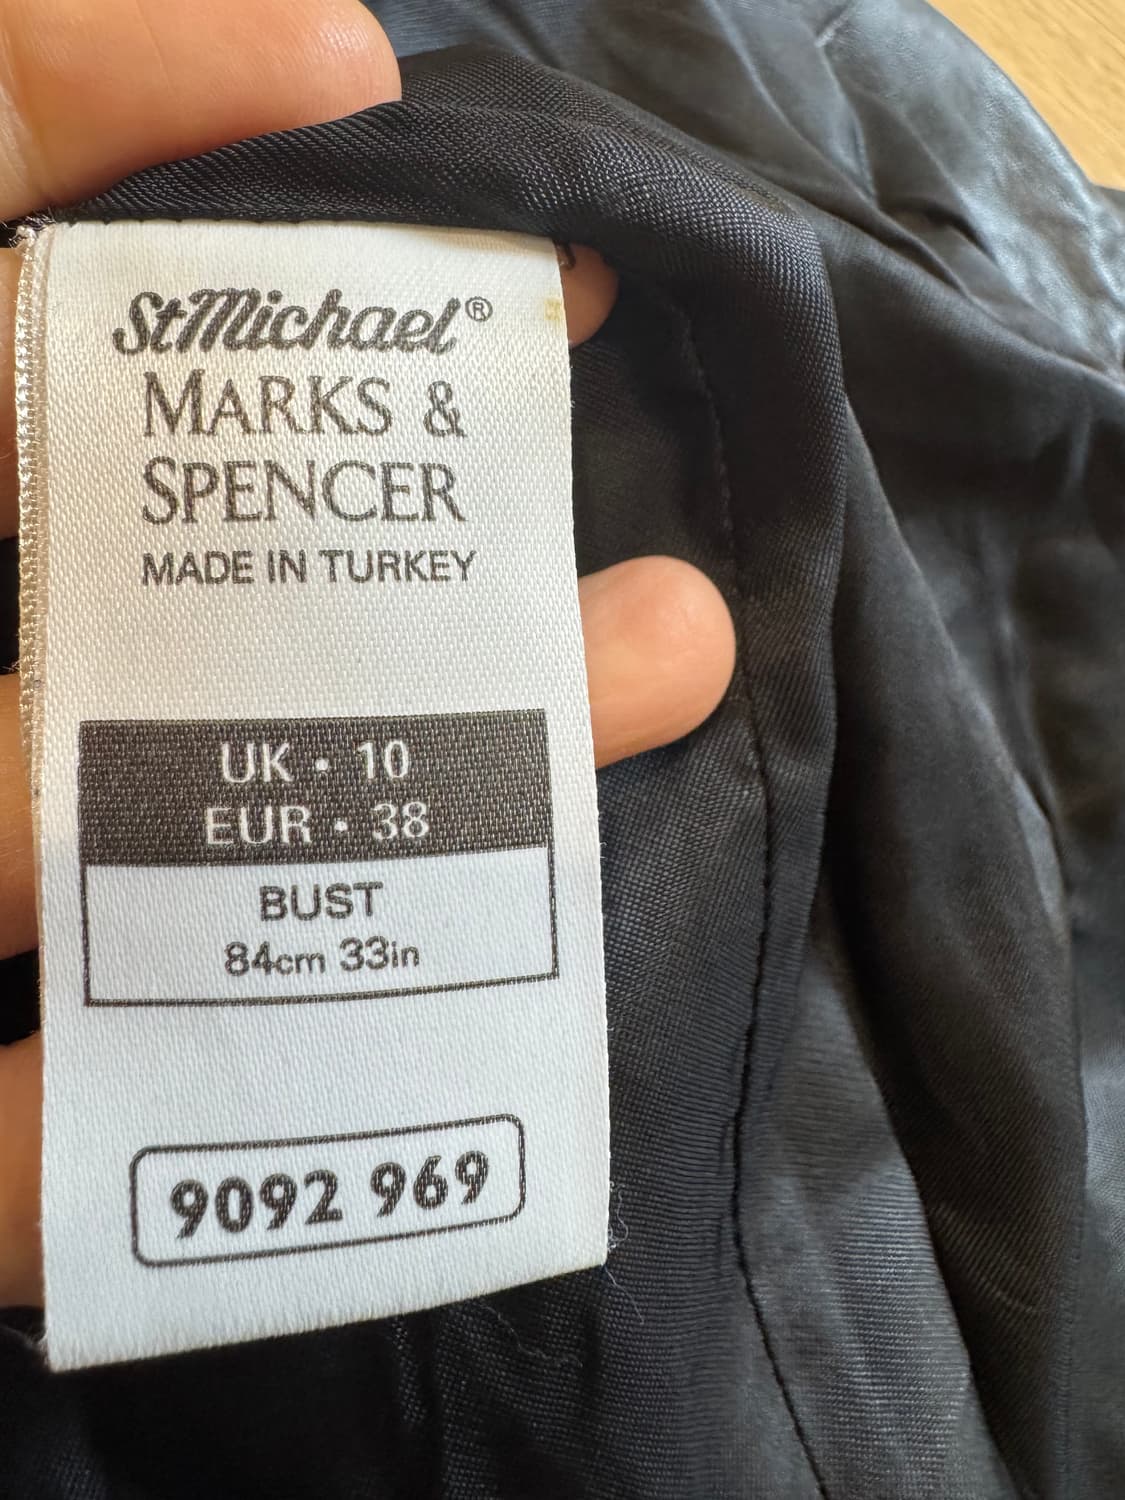 StMichael®
MARKS &
SPENCER
MADE IN TURKEY
UK · 10
EUR · 38
BUST
84cm 33in
9092 969